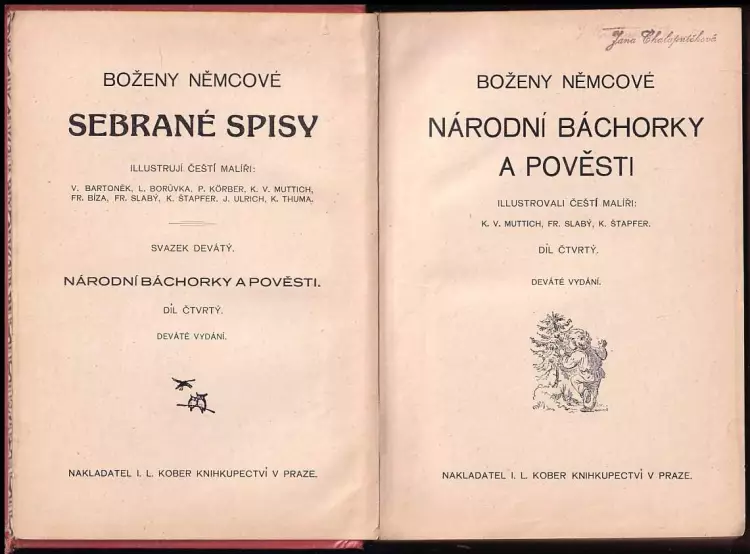 BOŽENY NĚMCOVÉ
SEBRANÉ SPISY
ILLUSTRUJÍ ČEŠTÍ MALÍŘI:
V. BARTONĚK, L. BORŮVKA, P. KÖRBER, K. V. MUTTICH,
FR. BÍZA, FR. SLABÝ, K. ŠTAPFER. J. ULRICH, K. THUMA.
SVAZEK DEVÁTÝ.
NÁRODNÍ BÁCHORKY A POVĚSTI.
DÍL ČTVRTÝ.
DEVÁTÉ VYDÁNÍ.
NAKLADATEL I. L. KOBER KNIHKUPECTVÍ V PRAZE.
Jana
BOŽENY NĚMCOVÉ
NÁRODNÍ BÁCHORKY
A POVĚSTI
ILLUSTROVALI ČEŠTÍ MALÍŘI:
K. V. MUTTICH, FR. SLABÝ, K. ŠTAPFER.
DÍL ČTVRTÝ.
DEVÁTÉ VYDÁNÍ.
NAKLADATEL I. L. KOBER KNIHKUPECTVÍ V PRAZE.